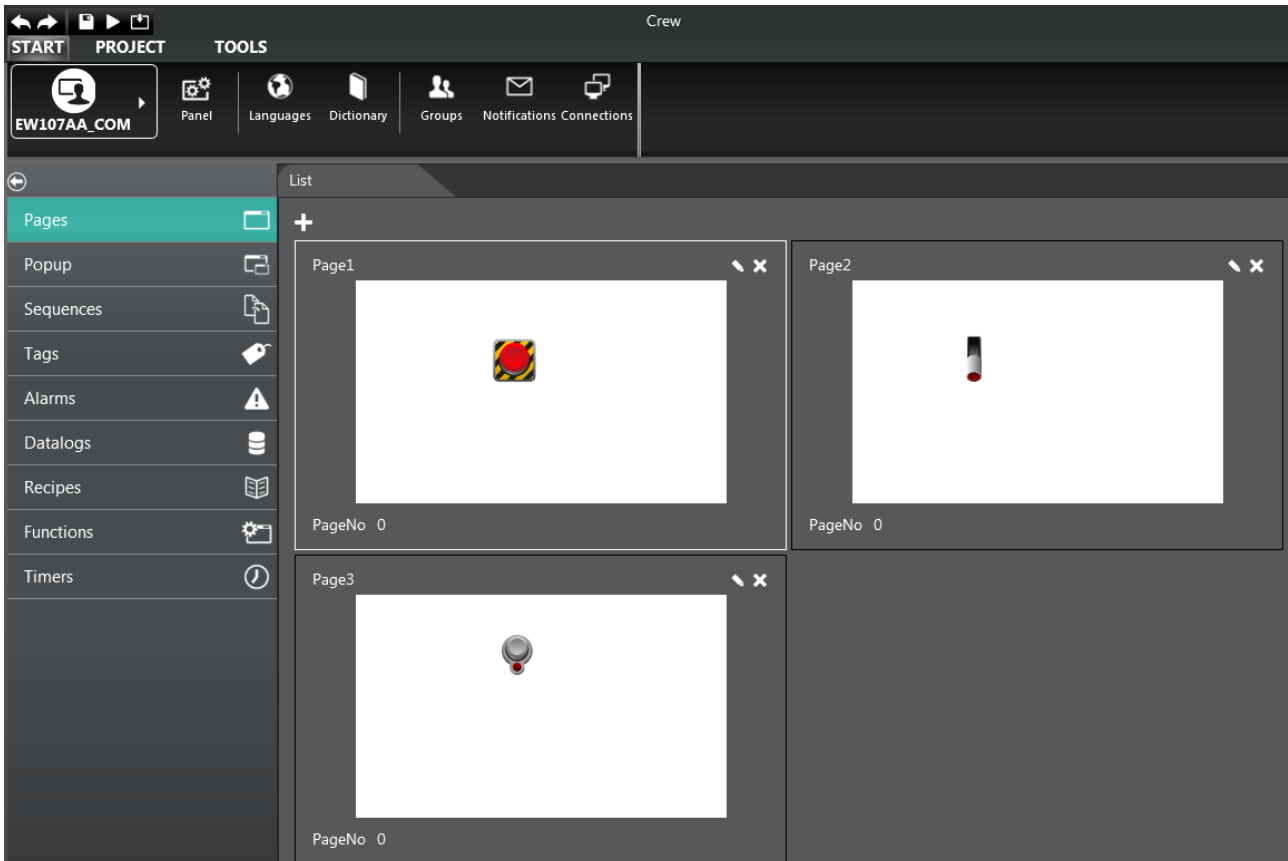 Crew
START PROJECT TOOLS
EW107AA_COM
Panel Languages Dictionary Groups Notifications Connections
List
Pages
Popup
Sequences
Tags
Alarms
Datalogs
Recipes
Functions
Timers
Page1 Page2
PageNo 0 PageNo 0
Page3
PageNo 0